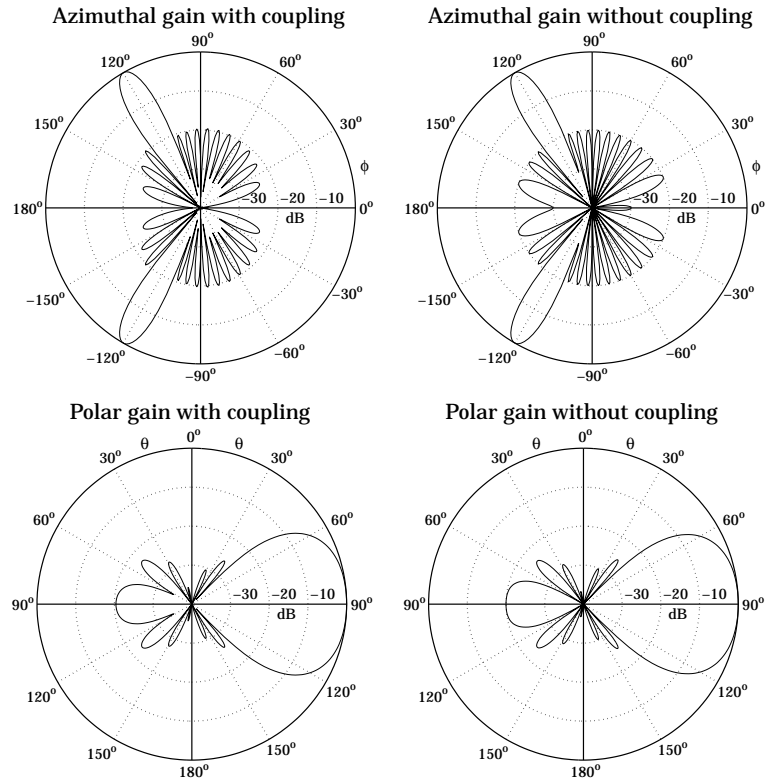 Azimuthal gain with coupling
90°
120°
60°
150°
30°
ϕ
180°
−30 −20 −10
0°
dB
−150°
−30°
−120°
−60°
−90°
Azimuthal gain without coupling
90°
120°
60°
150°
30°
ϕ
180°
−30 −20 −10
0°
dB
−150°
−30°
−120°
−60°
−90°
Polar gain with coupling
0°
θ θ
30° 30°
60° 60°
90°
−30 −20 −10
90°
dB
120° 120°
150° 150°
180°
Polar gain without coupling
0°
θ θ
30° 30°
60° 60°
90°
−30 −20 −10
90°
dB
120° 120°
150° 150°
180°